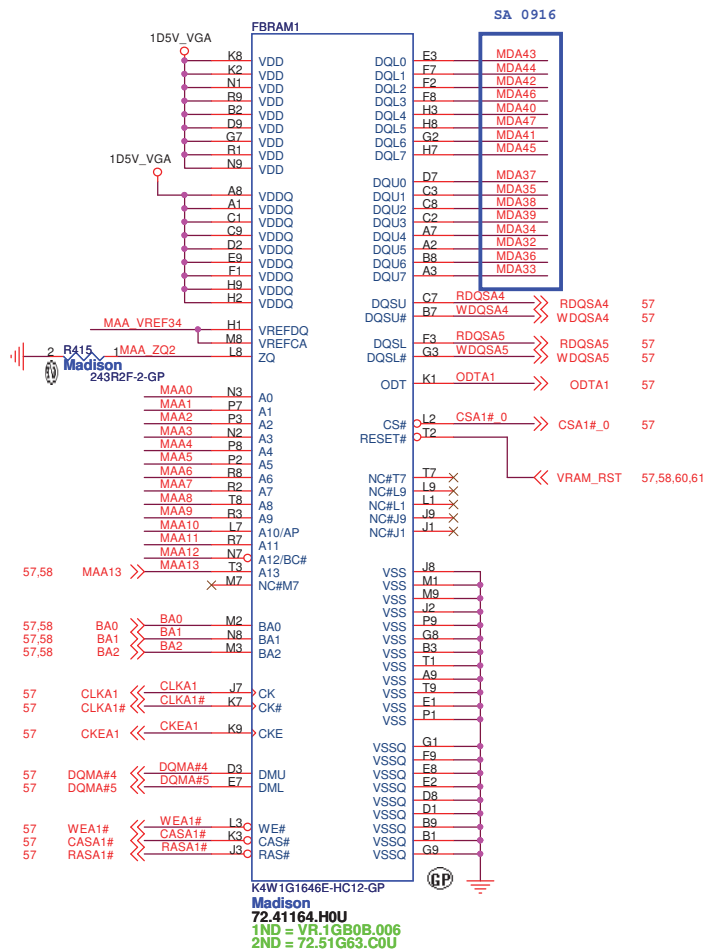 SA 0916
FBRAM1
1D5V_VGA
K8 VDD DQL0 E3 MDA43
K2 VDD DQL1 F7 MDA44
N1 VDD DQL2 F2 MDA42
R9 VDD DQL3 F8 MDA46
B2 VDD DQL4 H3 MDA40
D9 VDD DQL5 H8 MDA47
G7 VDD DQL6 G2 MDA41
R1 VDD DQL7 H7 MDA45
N9 VDD
1D5V_VGA
DQU0 D7 MDA37
A8 VDDQ DQU1 C3 MDA35
A1 VDDQ DQU2 C8 MDA38
C1 VDDQ DQU3 C2 MDA39
C9 VDDQ DQU4 A7 MDA34
D2 VDDQ DQU5 A2 MDA32
E9 VDDQ DQU6 B8 MDA36
F1 VDDQ DQU7 A3 MDA33
H9 VDDQ
H2 VDDQ
DQSU C7 RDQSA4 RDQSA4 57
DQSU# B7 WDQSA4 WDQSA4 57
MAA_VREF34 H1 VREFDQ
M8 VREFCA
DQSL F3 RDQSA5 RDQSA5 57
DQSL# G3 WDQSA5 WDQSA5 57
2 R415 1 MAA_ZQ2 L8 ZQ
Madison
243R2F-2-GP
ODT K1 ODTA1 ODTA1 57
MAA0 N3 A0
MAA1 P7 A1
MAA2 P3 A2
MAA3 N2 A3
MAA4 P8 A4
MAA5 P2 A5
MAA6 R8 A6
MAA7 R2 A7
MAA8 T8 A8
MAA9 R3 A9
MAA10 L7 A10/AP
MAA11 R7 A11
MAA12 N7 A12/BC#
57,58 MAA13 MAA13 T3 A13
M7 NC#M7
CS# L2 CSA1#_0 CSA1#_0 57
RESET# T2
VRAM_RST 57,58,60,61
NC#T7 T7
NC#L9 L9
NC#L1 L1
NC#J9 J9
NC#J1 J1
VSS J8
VSS M1
VSS M9
VSS J2
VSS P9
VSS G8
VSS B3
VSS T1
VSS A9
VSS T9
VSS E1
VSS P1
57,58 BA0 BA0 M2 BA0
57,58 BA1 BA1 N8 BA1
57,58 BA2 BA2 M3 BA2
57 CLKA1 CLKA1 J7 CK
57 CLKA1# CLKA1# K7 CK#
57 CKEA1 CKEA1 K9 CKE
57 DQMA#4 DQMA#4 D3 DMU
57 DQMA#5 DQMA#5 E7 DML
57 WEA1# WEA1# L3 WE#
57 CASA1# CASA1# K3 CAS#
57 RASA1# RASA1# J3 RAS#
VSSQ G1
VSSQ F9
VSSQ E8
VSSQ E2
VSSQ D8
VSSQ D1
VSSQ B9
VSSQ B1
VSSQ G9
GP
K4W1G1646E-HC12-GP
Madison
72.41164.H0U
1ND = VR.1GB0B.006
2ND = 72.51G63.C0U